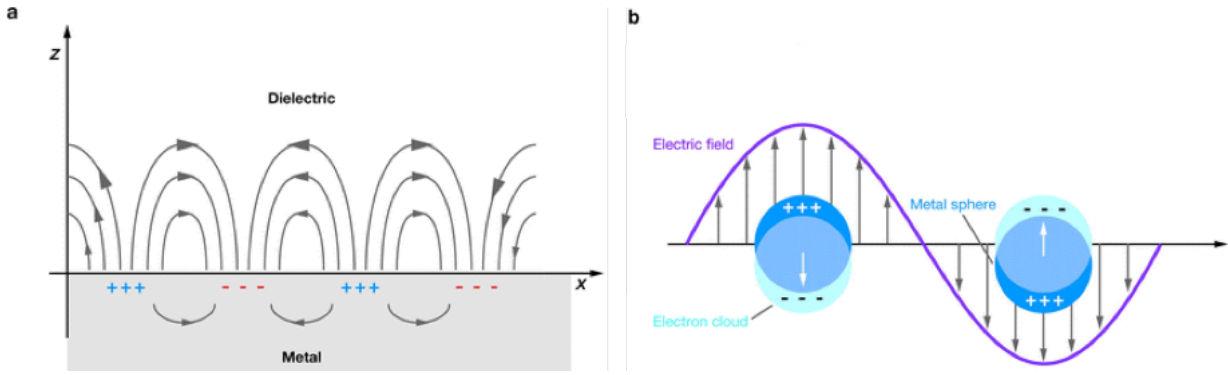 a
z
Dielectric
+++ - - - +++ - - -
x
Metal
b
Electric field
+++
Metal sphere
- - -
- - -
+++
Electron cloud